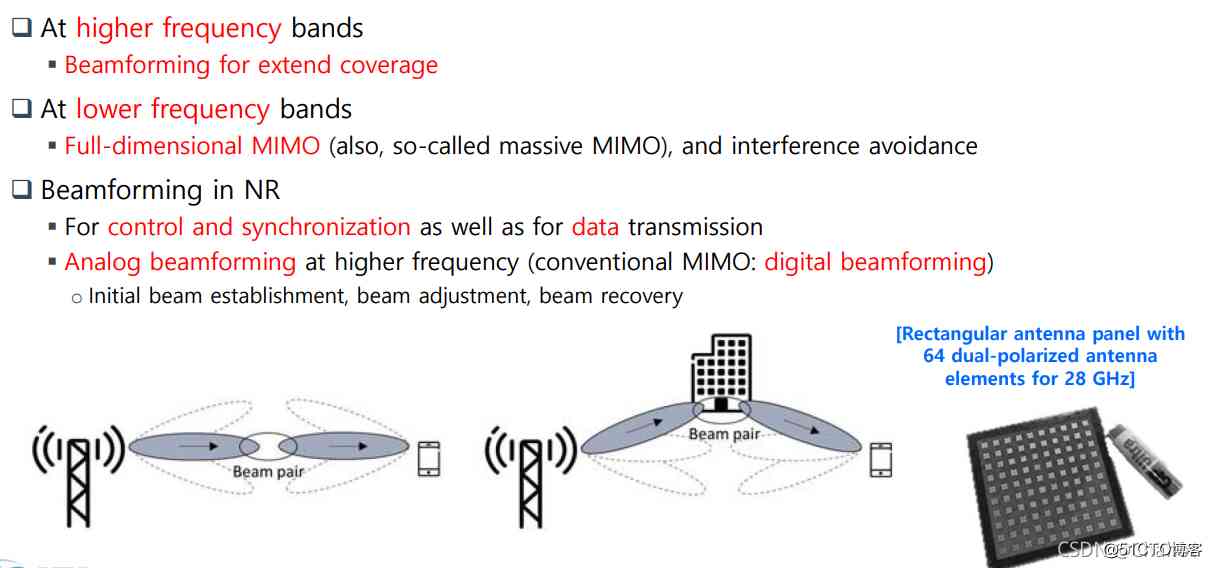 At higher frequency bands
Beamforming for extend coverage
At lower frequency bands
Full-dimensional MIMO (also, so-called massive MIMO), and interference avoidance
Beamforming in NR
For control and synchronization as well as for data transmission
Analog beamforming at higher frequency (conventional MIMO: digital beamforming)
Initial beam establishment, beam adjustment, beam recovery
[Rectangular antenna panel with
64 dual-polarized antenna
elements for 28 GHz]
Beam pair
Beam pair
@51CTO博客